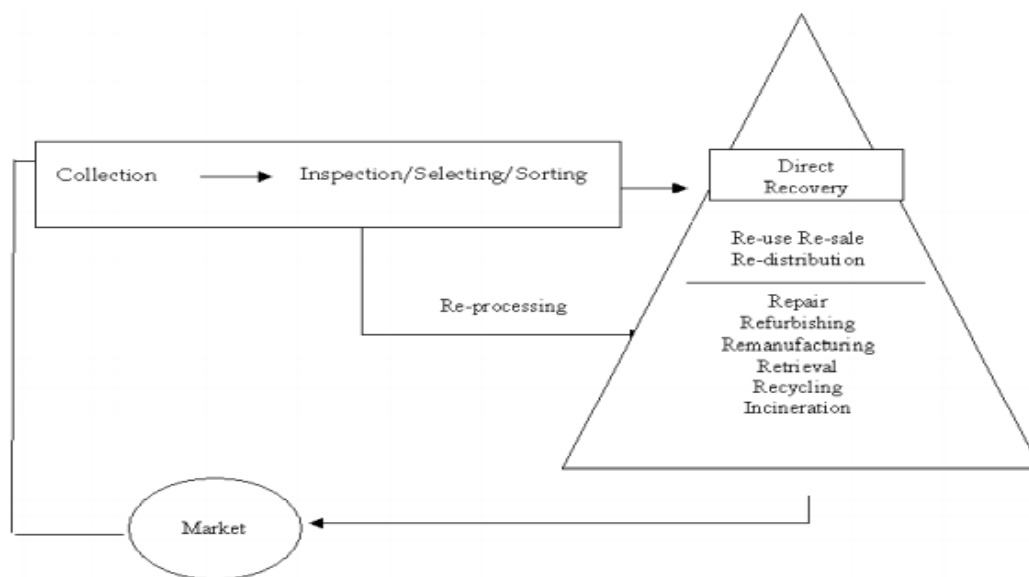 Collection
Inspection/Selecting/Sorting
Direct
Recovery
Re-use Re-sale
Re-distribution
Re-processing
Repair
Refurbishing
Remanufacturing
Retrieval
Recycling
Incineration
Market